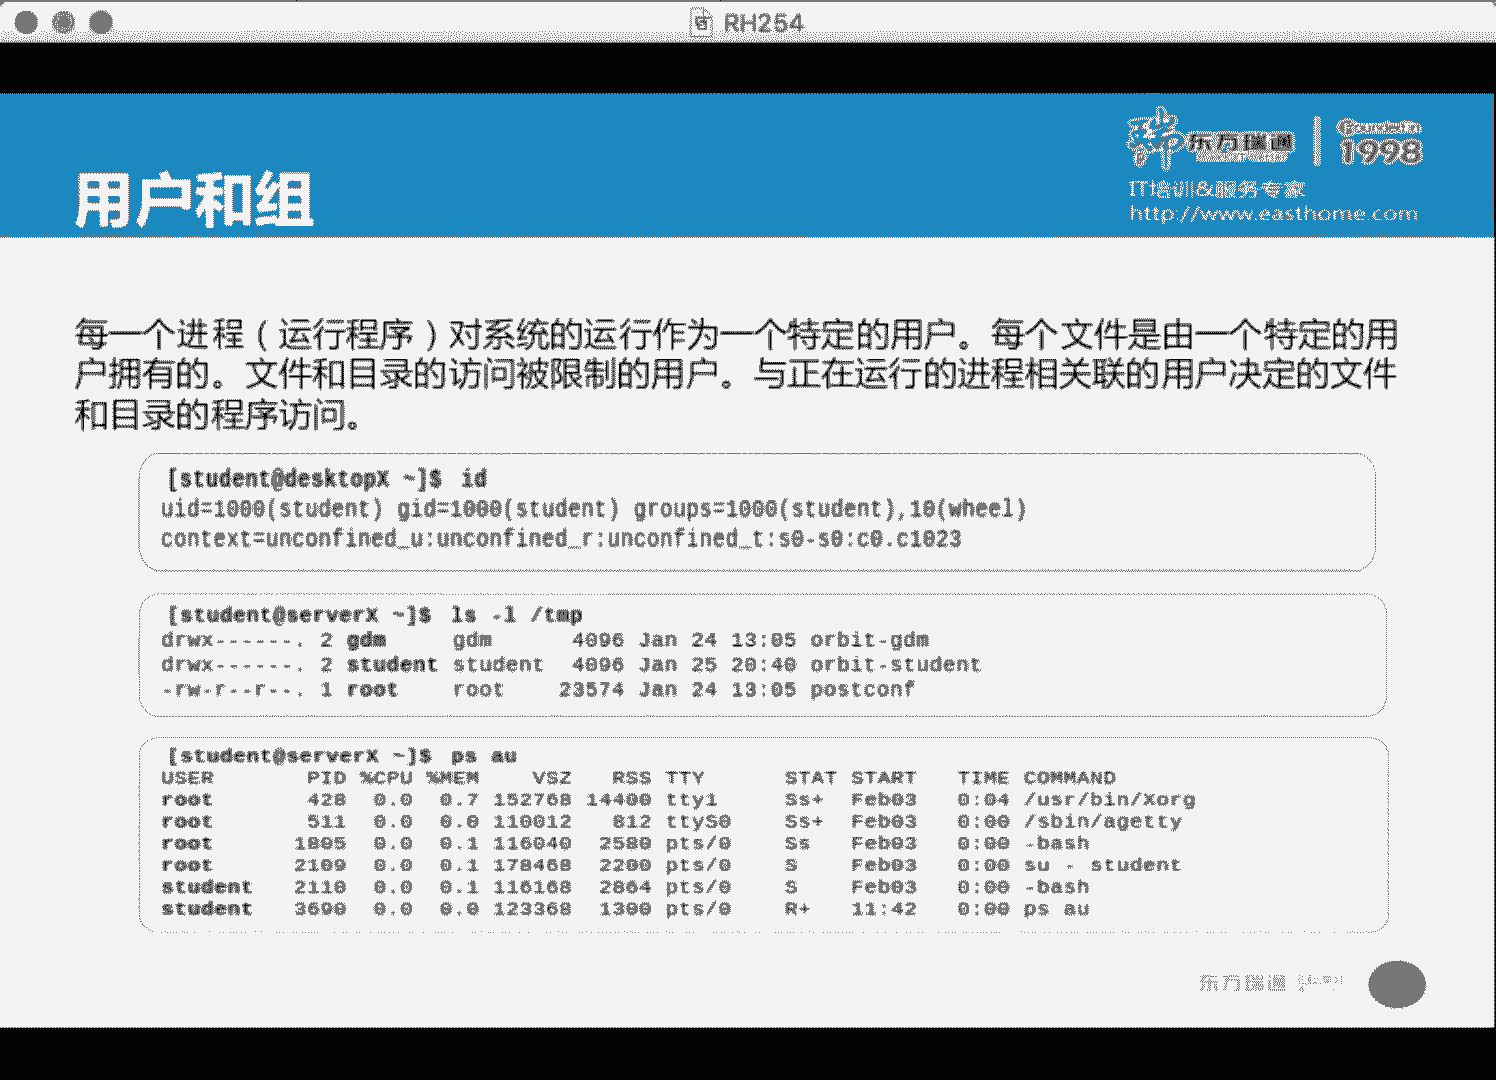 RH254
东方瑞通
1998
IT培训&服务专家
http://www.easthome.com
用户和组
每一个进程（运行程序）对系统的运行作为一个特定的用户。每个文件是由一个特定的用
户拥有的。文件和目录的访问被限制的用户。与正在运行的进程相关联的用户决定的文件
和目录的程序访问。
[student@desktopX ~]$ id
uid=1000(student) gid=1000(student) groups=1000(student),10(wheel)
context=unconfined_u:unconfined_r:unconfined_t:s0-s0:c0.c1023
[student@serverX ~]$ ls -l /tmp
drwx------. 2 gdm gdm 4096 Jan 24 13:05 orbit-gdm
drwx------. 2 student student 4096 Jan 25 20:40 orbit-student
-rw-r--r--. 1 root root 23574 Jan 24 13:05 postconf
[student@serverX ~]$ ps au
USER PID %CPU %MEM VSZ RSS TTY STAT START TIME COMMAND
root 428 0.0 0.7 152768 14400 tty1 Ss+ Feb03 0:04 /usr/bin/Xorg
root 511 0.0 0.0 110012 812 ttyS0 Ss+ Feb03 0:00 /sbin/agetty
root 1805 0.0 0.1 116040 2580 pts/0 Ss Feb03 0:00 -bash
root 2109 0.0 0.1 178468 2200 pts/0 S Feb03 0:00 su - student
student 2110 0.0 0.1 116168 2864 pts/0 S Feb03 0:00 -bash
student 3690 0.0 0.0 123368 1300 pts/0 R+ 11:42 0:00 ps au
东方瑞通